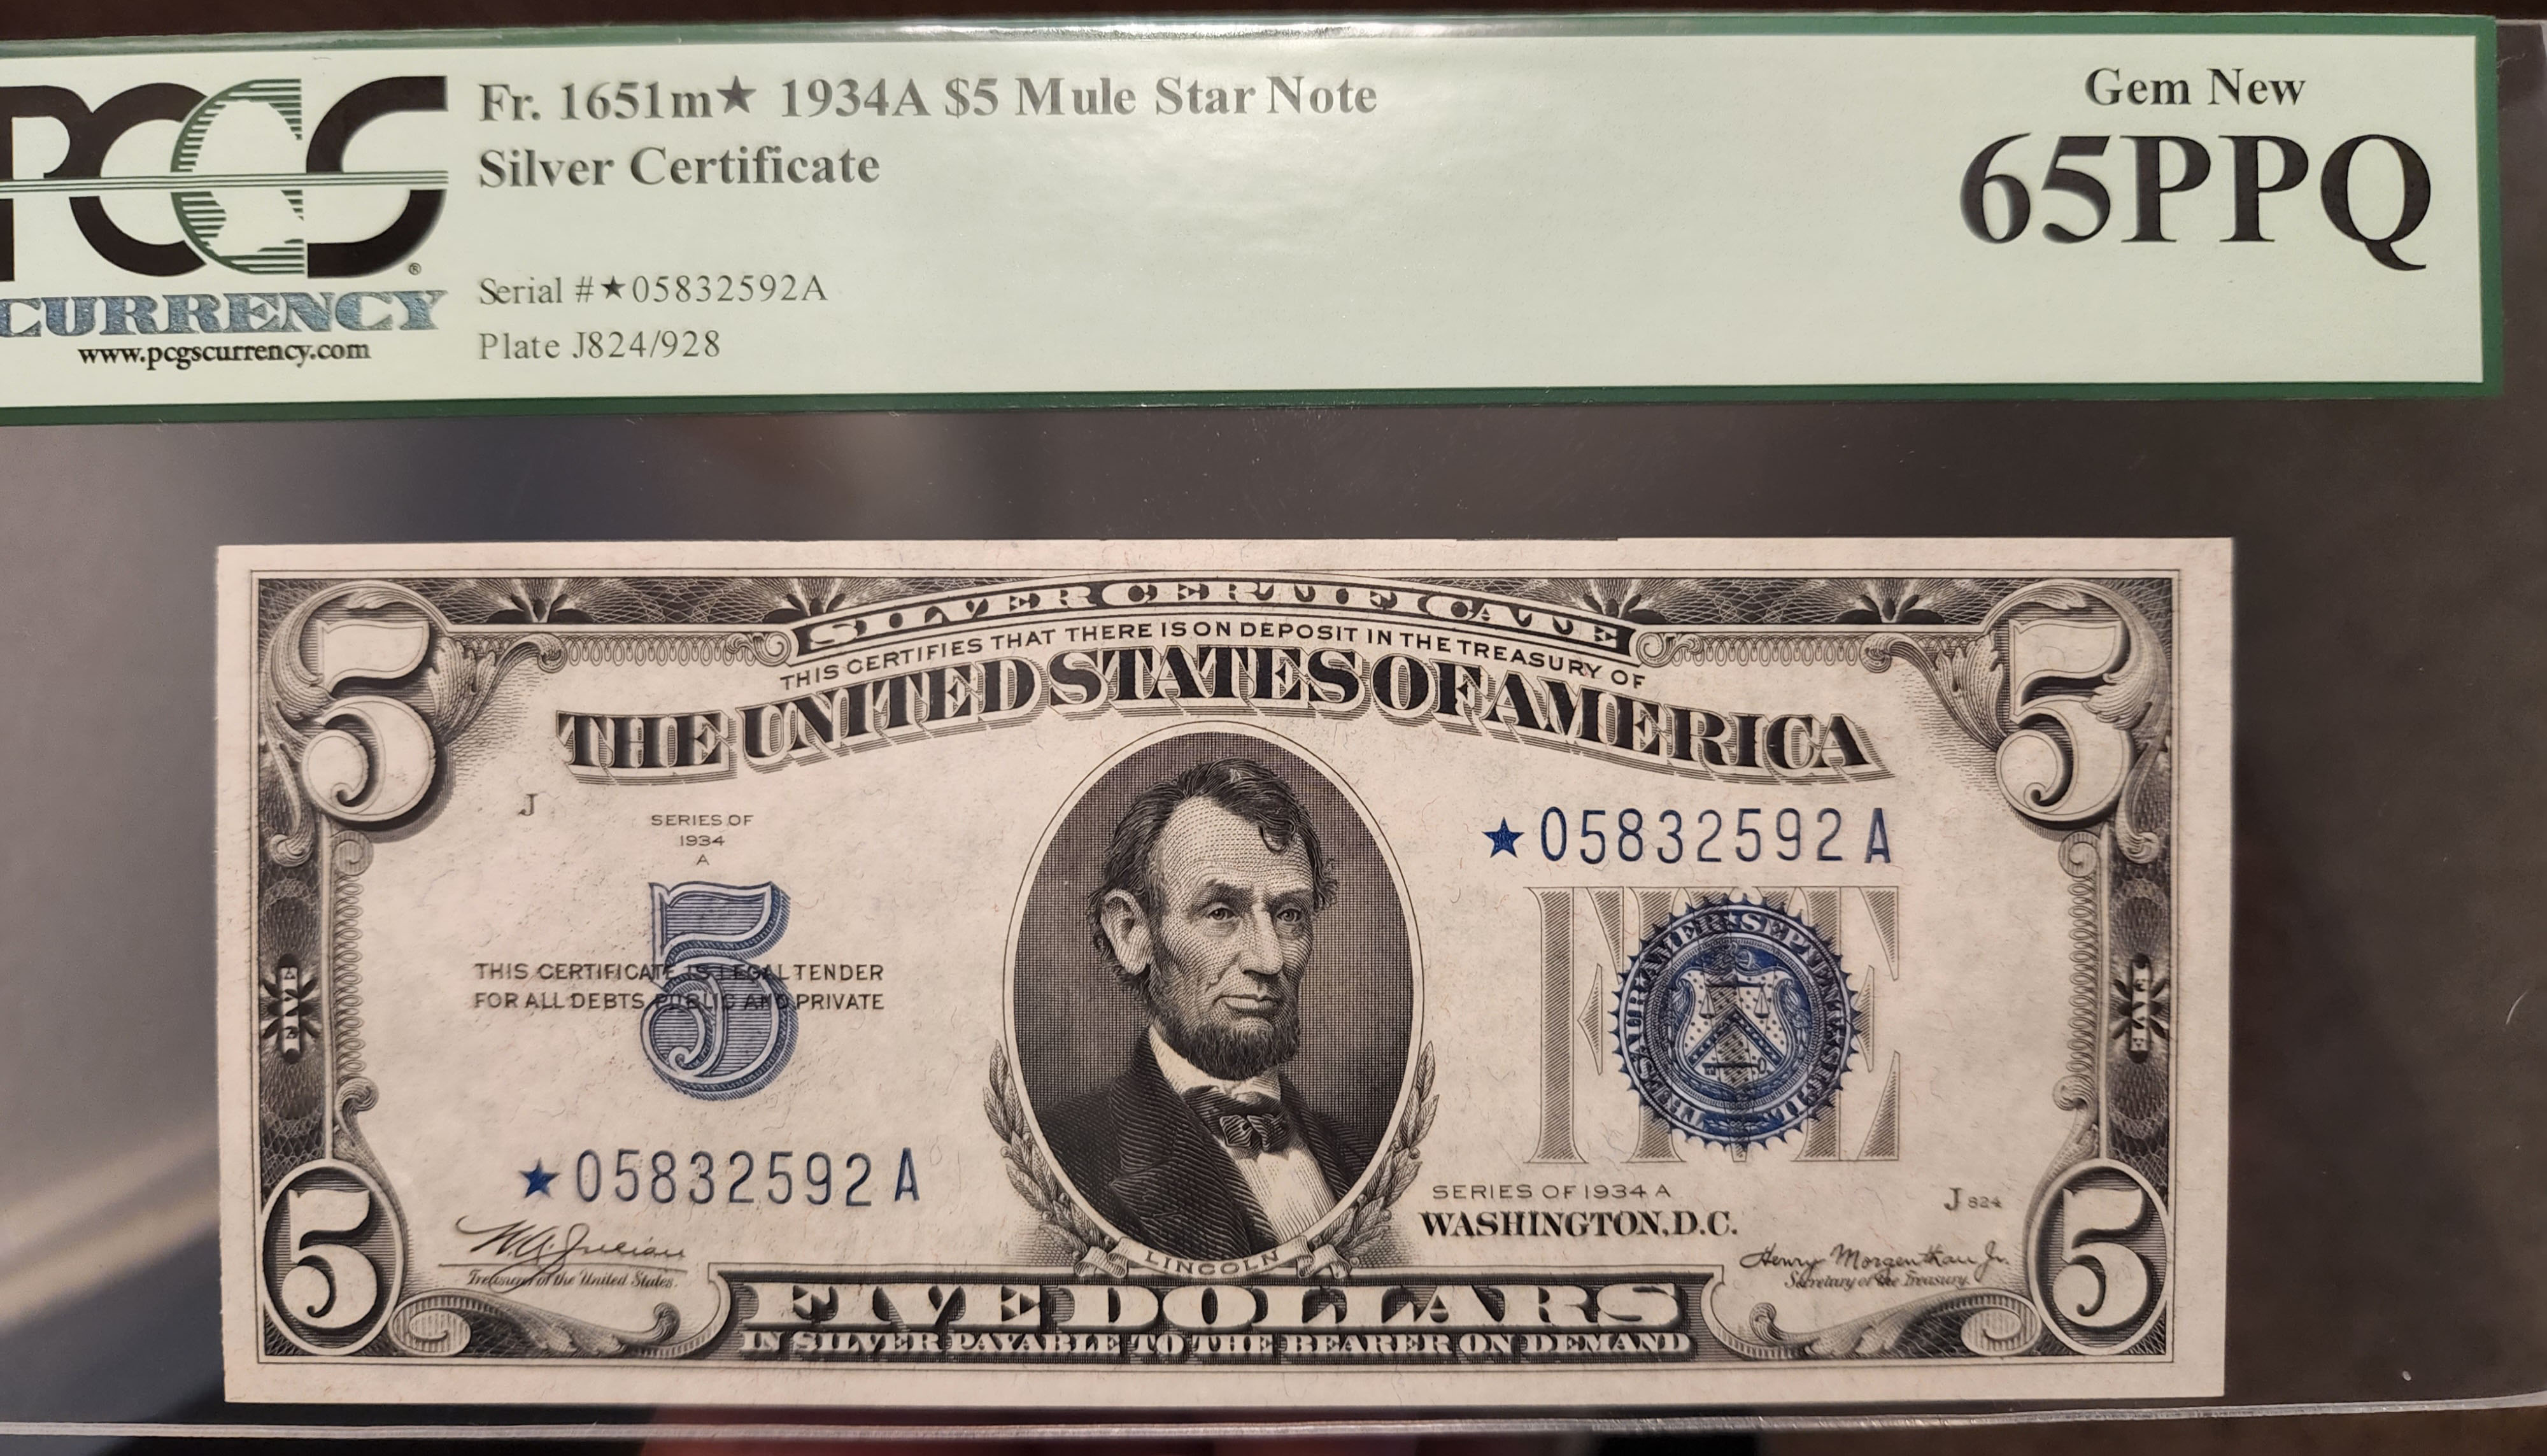 PCGS®
CURRENCY
www.pcgscurrency.com
Fr. 1651m★ 1934A $5 Mule Star Note
Silver Certificate
Serial #★05832592A
Plate J824/928
Gem New
65PPQ
5
5
SILVER CERTIFICATE
THIS CERTIFIES THAT THERE IS ON DEPOSIT IN THE TREASURY OF
THE UNITED STATES OF AMERICA
J
SERIES OF
1934
A
★05832592A
5
FIVE
THIS CERTIFICATE IS LEGAL TENDER
FOR ALL DEBTS PUBLIC AND PRIVATE
FIVE
FIVE
★05832592A
SERIES OF 1934 A
J 824
WASHINGTON, D.C.
W.A. Julian
Treasurer of the United States.
LINCOLN
Henry Morgenthau Jr.
Secretary of the Treasury.
5
5
FIVE DOLLARS
IN SILVER PAYABLE TO THE BEARER ON DEMAND